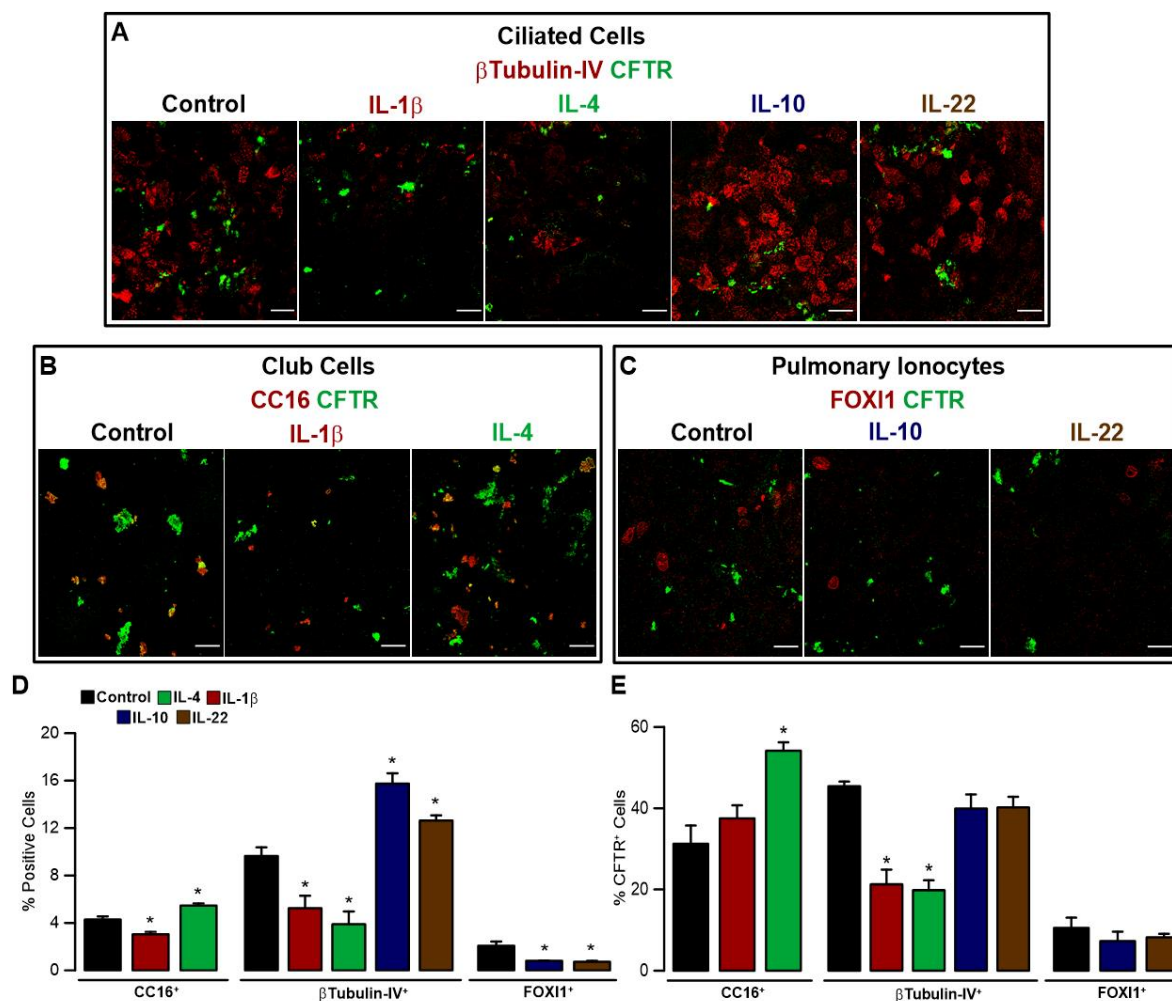 A
Ciliated Cells
βTubulin-IV CFTR
Control IL-1β IL-4 IL-10 IL-22
B
Club Cells
CC16 CFTR
Control IL-1β IL-4
C
Pulmonary Ionocytes
FOXI1 CFTR
Control IL-10 IL-22
D
Control IL-4 IL-1β
IL-10 IL-22
% Positive Cells
20
16
12
8
4
0
* * * * * * * *
CC16⁺ βTubulin-IV⁺ FOXI1⁺
E
% CFTR⁺ Cells
60
40
20
0
* * *
CC16⁺ βTubulin-IV⁺ FOXI1⁺